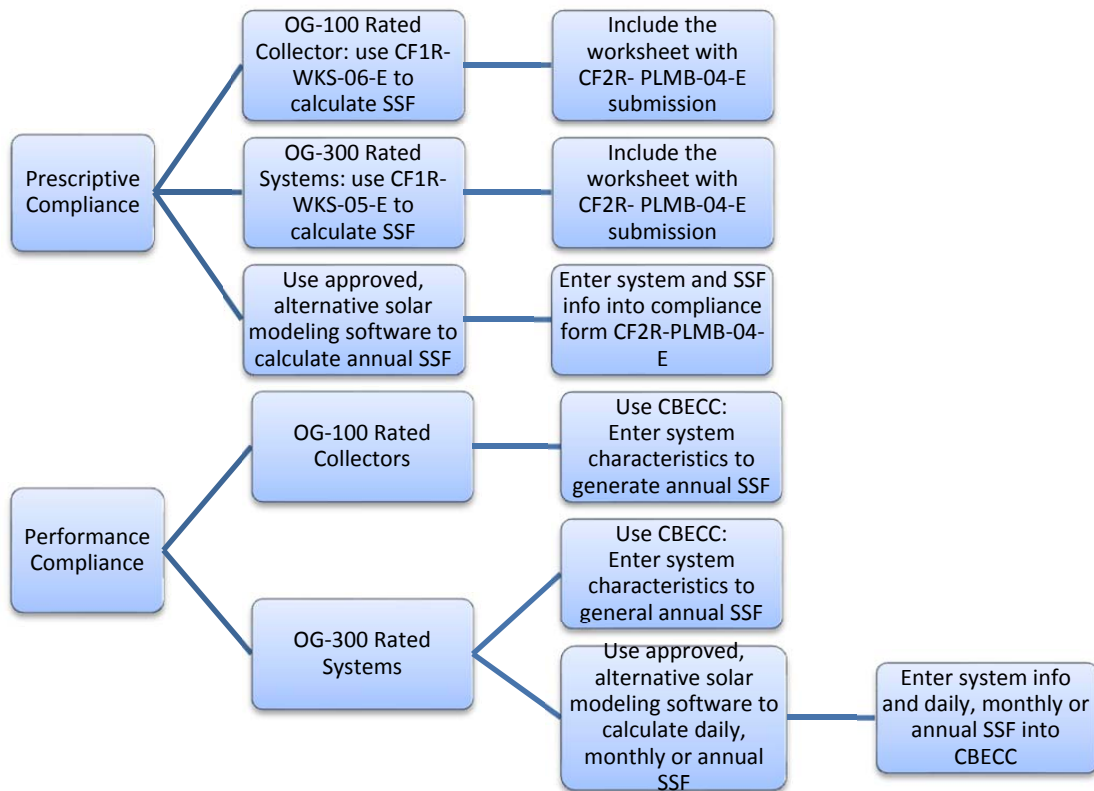 Prescriptive
Compliance
OG-100 Rated
Collector: use CF1R-
WKS-06-E to
calculate SSF
Include the
worksheet with
CF2R- PLMB-04-E
submission
OG-300 Rated
Systems: use CF1R-
WKS-05-E to
calculate SSF
Include the
worksheet with
CF2R- PLMB-04-E
submission
Use approved,
alternative solar
modeling software to
calculate annual SSF
Enter system and SSF
info into compliance
form CF2R-PLMB-04-
E
Performance
Compliance
OG-100 Rated
Collectors
Use CBECC:
Enter system
characteristics to
generate annual SSF
OG-300 Rated
Systems
Use CBECC:
Enter system
characteristics to
general annual SSF
Use approved,
alternative solar
modeling software to
calculate daily,
monthly or annual
SSF
Enter system info
and daily, monthly or
annual SSF into
CBECC